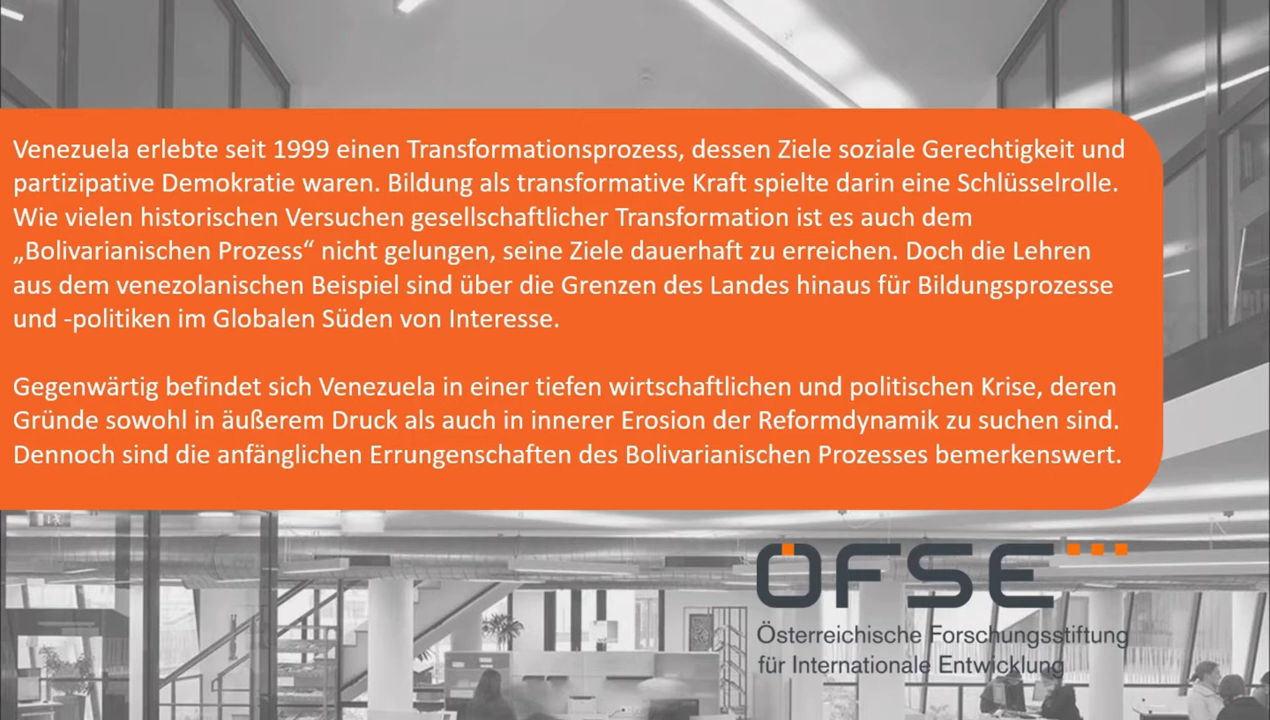 Venezuela erlebte seit 1999 einen Transformationsprozess, dessen Ziele soziale Gerechtigkeit und
partizipative Demokratie waren. Bildung als transformative Kraft spielte darin eine Schlüsselrolle.
Wie vielen historischen Versuchen gesellschaftlicher Transformation ist es auch dem
„Bolivarianischen Prozess“ nicht gelungen, seine Ziele dauerhaft zu erreichen. Doch die Lehren
aus dem venezolanischen Beispiel sind über die Grenzen des Landes hinaus für Bildungsprozesse
und -politiken im Globalen Süden von Interesse.
Gegenwärtig befindet sich Venezuela in einer tiefen wirtschaftlichen und politischen Krise, deren
Gründe sowohl in äußerem Druck als auch in innerer Erosion der Reformdynamik zu suchen sind.
Dennoch sind die anfänglichen Errungenschaften des Bolivarianischen Prozesses bemerkenswert.
ÖFSE
Österreichische Forschungsstiftung
für Internationale Entwicklung